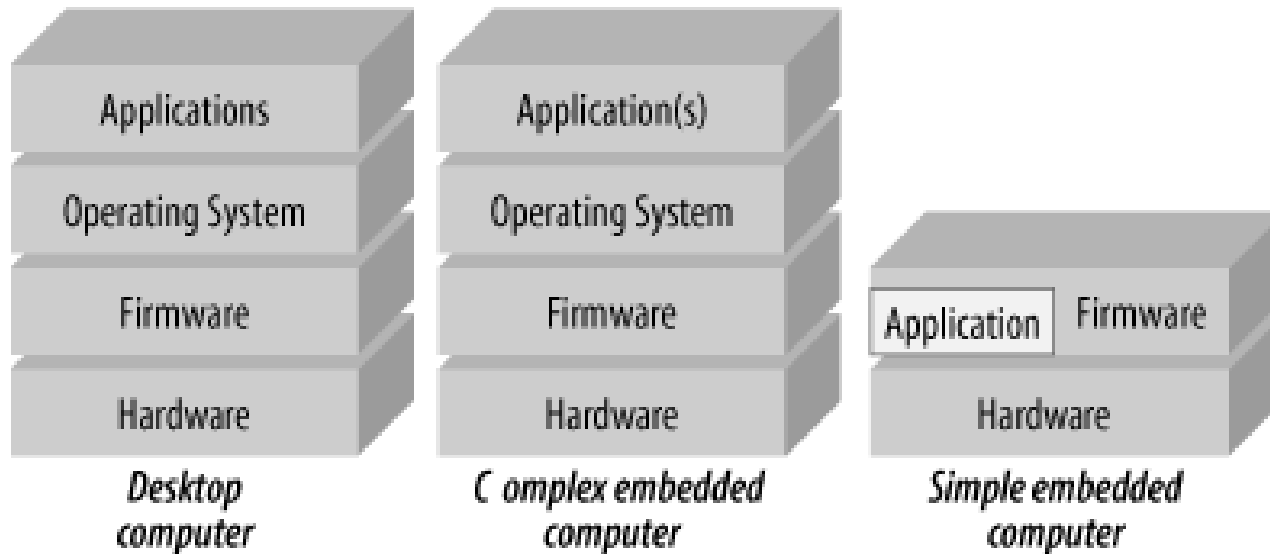 Applications
Operating System
Firmware
Hardware
Desktop
computer
Application(s)
Operating System
Firmware
Hardware
C omplex embedded
computer
Application
Firmware
Hardware
Simple embedded
computer